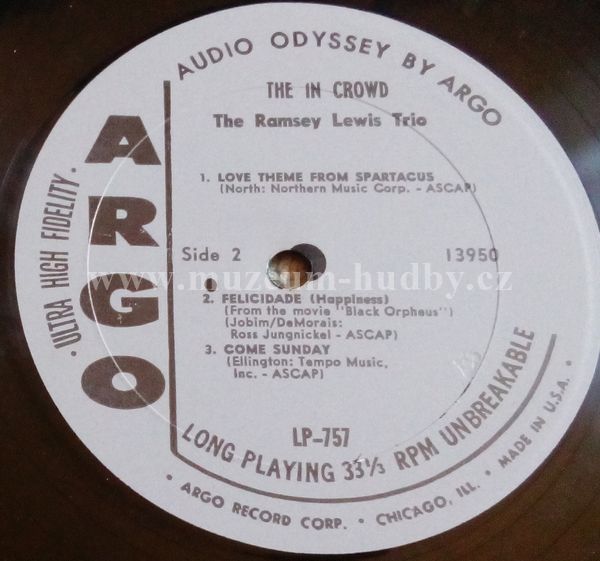 AUDIO ODYSSEY BY ARGO
THE IN CROWD
The Ramsey Lewis Trio
ARGO
· ULTRA HIGH FIDELITY ·
1. LOVE THEME FROM SPARTACUS
(North: Northern Music Corp. - ASCAP)
Side 2
13950
www.muzeum-hudby.cz
2. FELICIDADE (Happiness)
(From the movie "Black Orpheus")
(Jobim/DeMorais:
Ross Jungnickel - ASCAP)
3. COME SUNDAY
(Ellington: Tempo Music,
Inc. - ASCAP)
LP-757
LONG PLAYING 33⅓ RPM UNBREAKABLE
· ARGO RECORD CORP. · CHICAGO, ILL. · MADE IN U.S.A. ·